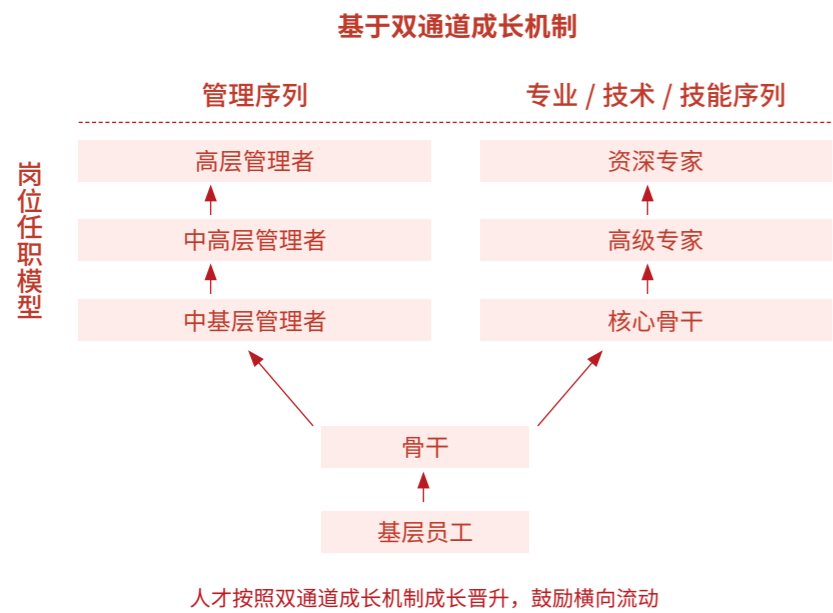 基于双通道成长机制
管理序列
专业 / 技术 / 技能序列
岗位任职模型
高层管理者
资深专家
中高层管理者
高级专家
中基层管理者
核心骨干
骨干
基层员工
人才按照双通道成长机制成长晋升，鼓励横向流动